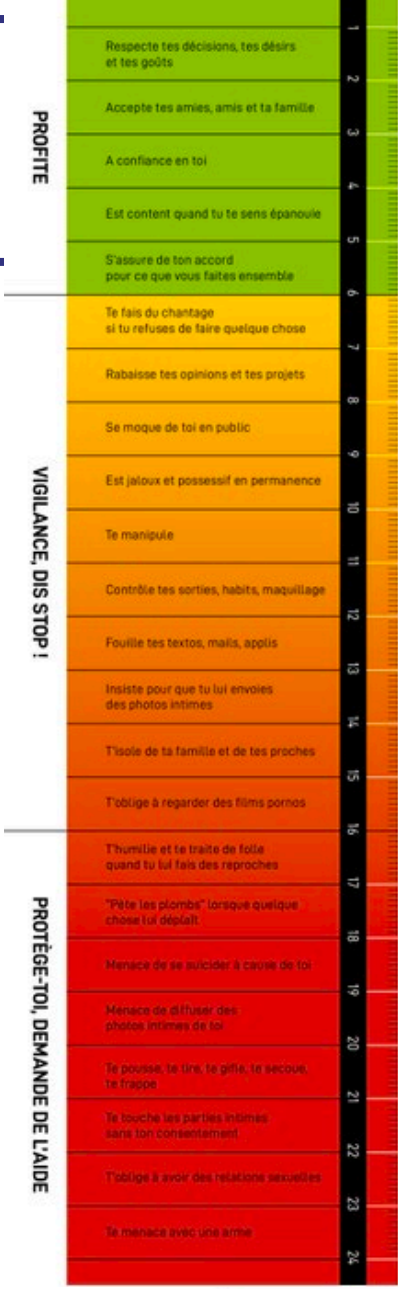 PROFITE
1
Respecte tes décisions, tes désirs
et tes goûts
2
Accepte tes amies, amis et ta famille
3
A confiance en toi
4
Est content quand tu te sens épanouie
5
S'assure de ton accord
pour ce que vous faites ensemble
6
VIGILANCE, DIS STOP !
Te fais du chantage
si tu refuses de faire quelque chose
7
Rabaisse tes opinions et tes projets
8
Se moque de toi en public
9
Est jaloux et possessif en permanence
10
Te manipule
11
Contrôle tes sorties, habits, maquillage
12
Fouille tes textos, mails, applis
13
Insiste pour que tu lui envoies
des photos intimes
14
T'isole de ta famille et de tes proches
15
T'oblige à regarder des films pornos
16
PROTÈGE-TOI, DEMANDE DE L'AIDE
T'humilie et te traite de folle
quand tu lui fais des reproches
17
"Pète les plombs" lorsque quelque
chose lui déplaît
18
Menace de se suicider à cause de toi
19
Menace de diffuser des
photos intimes de toi
20
Te pousse, te tire, te gifle, te secoue,
te frappe
21
Te touche les parties intimes
sans ton consentement
22
T'oblige à avoir des relations sexuelles
23
Te menace avec une arme
24